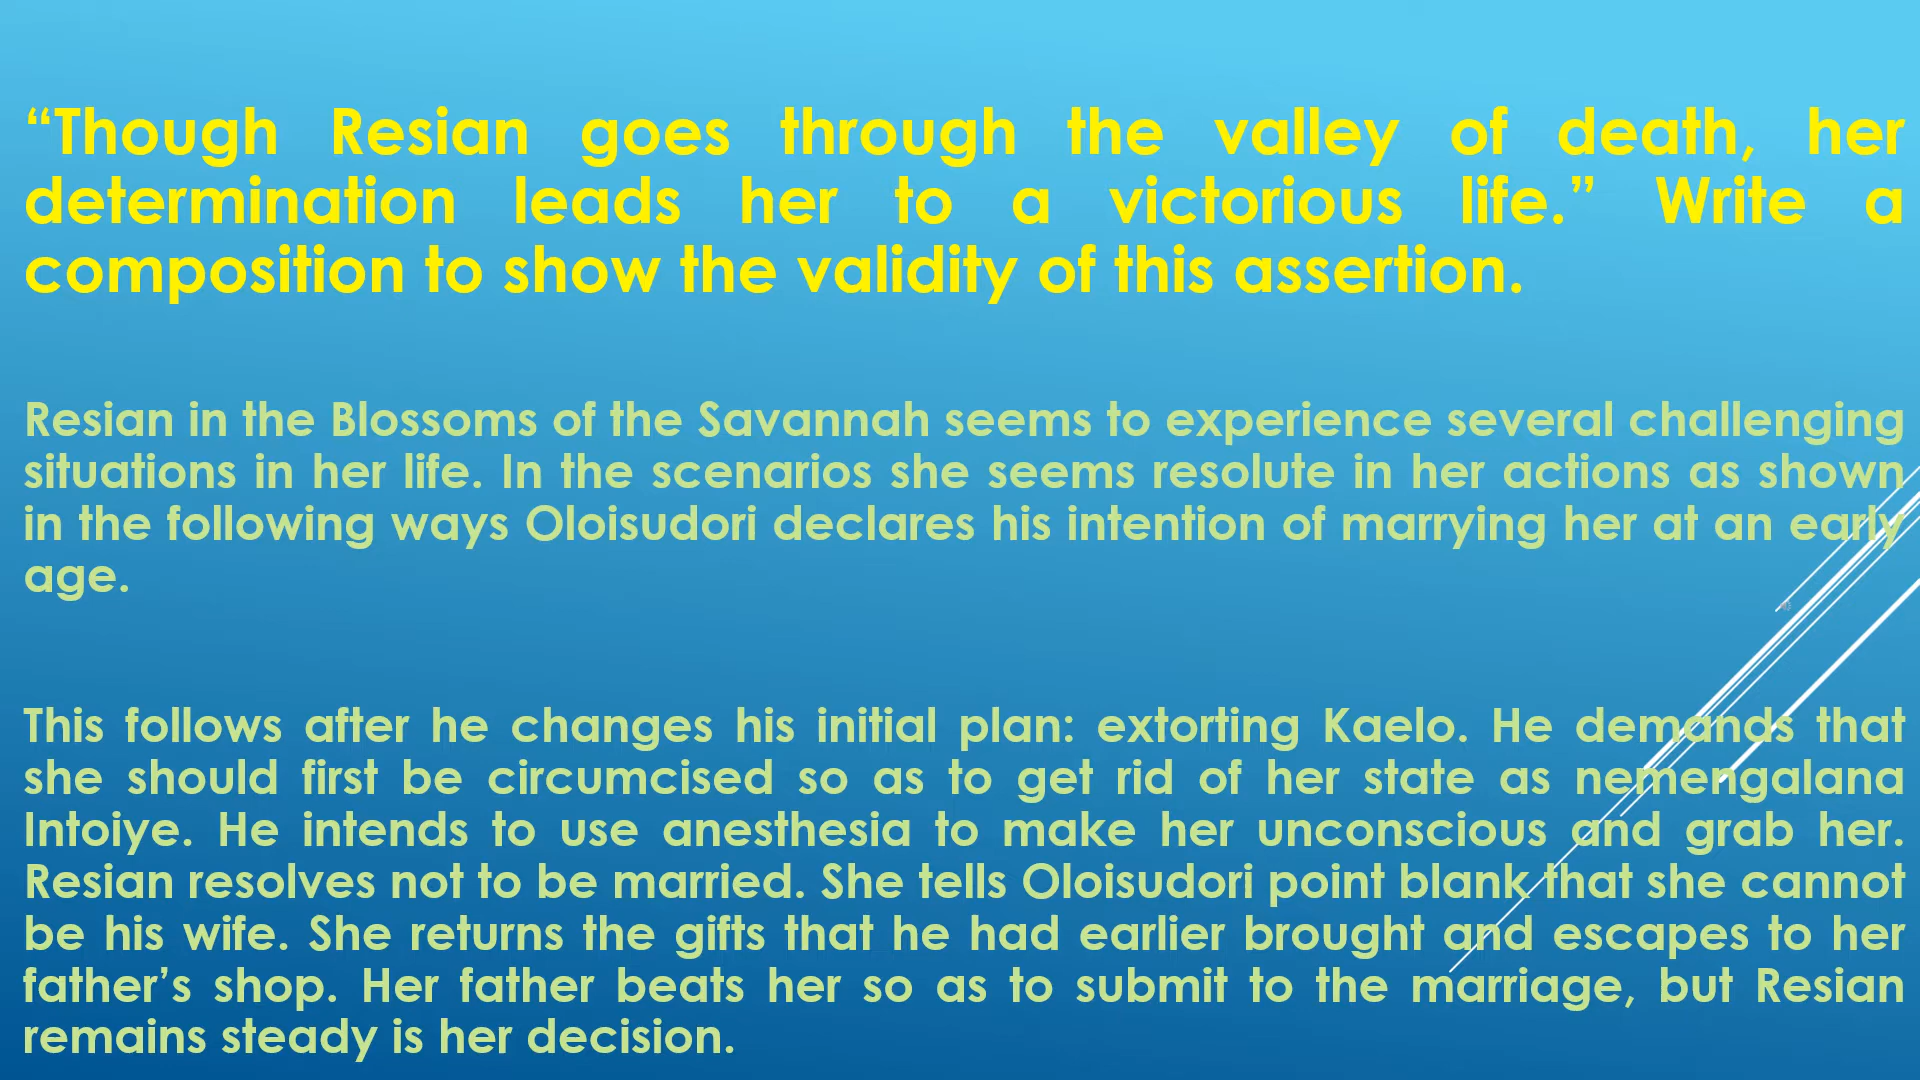 “Though Resian goes through the valley of death, her
determination leads her to a victorious life.” Write a
composition to show the validity of this assertion.
Resian in the Blossoms of the Savannah seems to experience several challenging
situations in her life. In the scenarios she seems resolute in her actions as shown
in the following ways Oloisudori declares his intention of marrying her at an early
age.
This follows after he changes his initial plan: extorting Kaelo. He demands that
she should first be circumcised so as to get rid of her state as nemengalana
Intoiye. He intends to use anesthesia to make her unconscious and grab her.
Resian resolves not to be married. She tells Oloisudori point blank that she cannot
be his wife. She returns the gifts that he had earlier brought and escapes to her
father’s shop. Her father beats her so as to submit to the marriage, but Resian
remains steady is her decision.